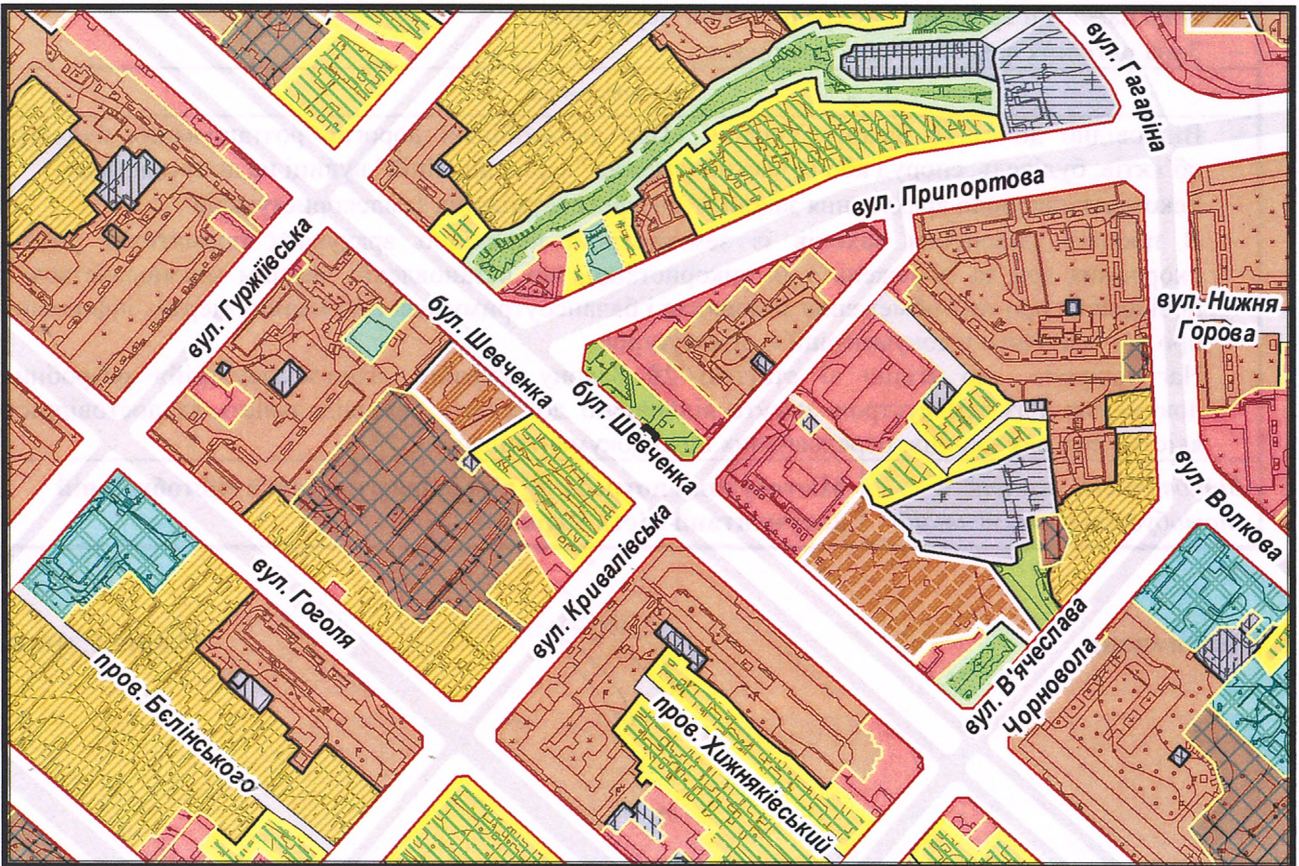 вул. Гагаріна
вул. Припортова
вул. Гуржіївська
бул. Шевченка
вул. Нижня
Горова
бул. Шевченка
вул. Волкова
вул. Кривалівська
вул. Гоголя
вул. В'ячеслава
Чорновола
пров. Бєлінського
пров. Хижняківський